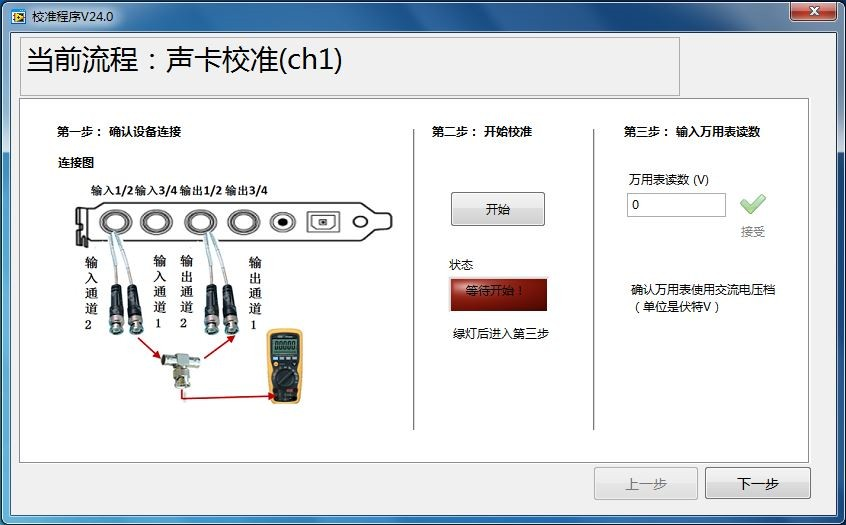 校准程序V24.0
当前流程：声卡校准(ch1)
第一步： 确认设备连接
连接图
输入1/2 输入3/4 输出1/2 输出3/4
输入通道2
输入通道1
输出通道2
输出通道1
00000
第二步： 开始校准
开始
状态
等待开始！
绿灯后进入第三步
第三步： 输入万用表读数
万用表读数 (V)
0
接受
确认万用表使用交流电压档
（单位是伏特V ）
上一步
下一步